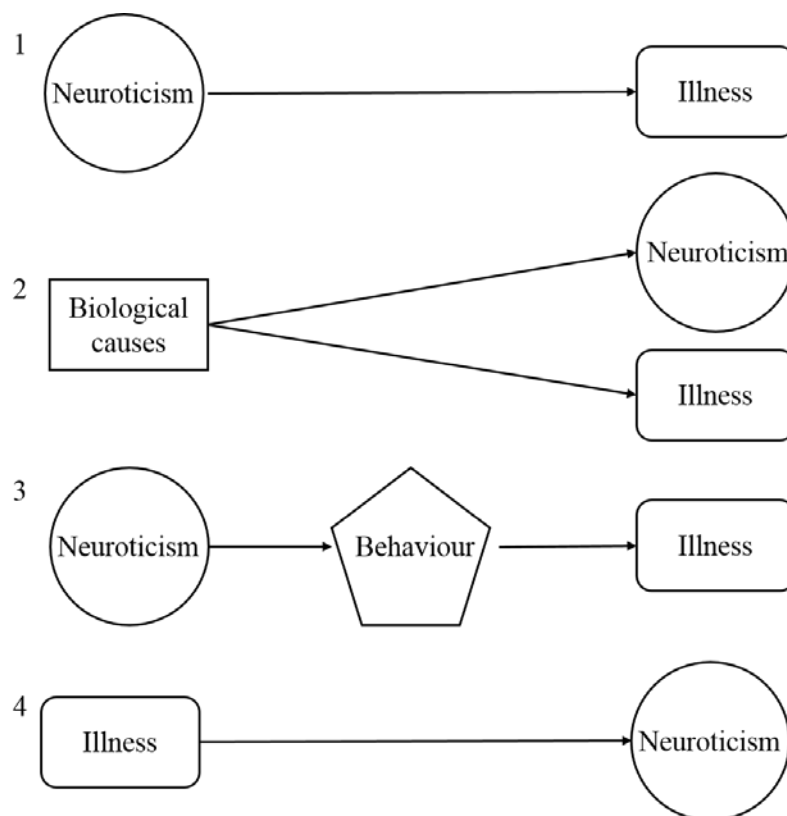 1
Neuroticism
Illness
2
Biological
causes
Neuroticism
Illness
3
Neuroticism
Behaviour
Illness
4
Illness
Neuroticism